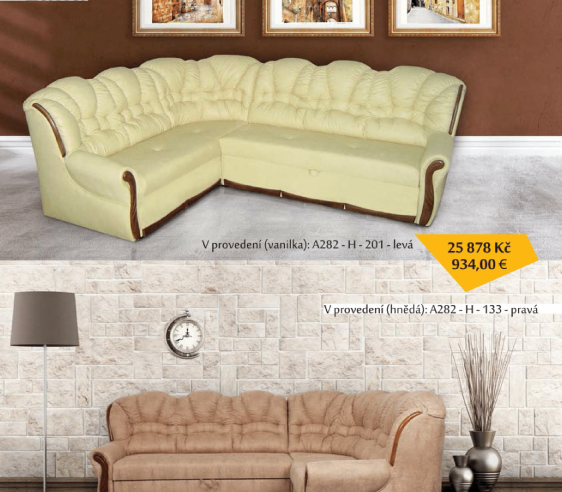 V provedení (vanilka): A282 - H - 201 - levá
25 878 Kč
934,00 €
V provedení (hnědá): A282 - H - 133 - pravá